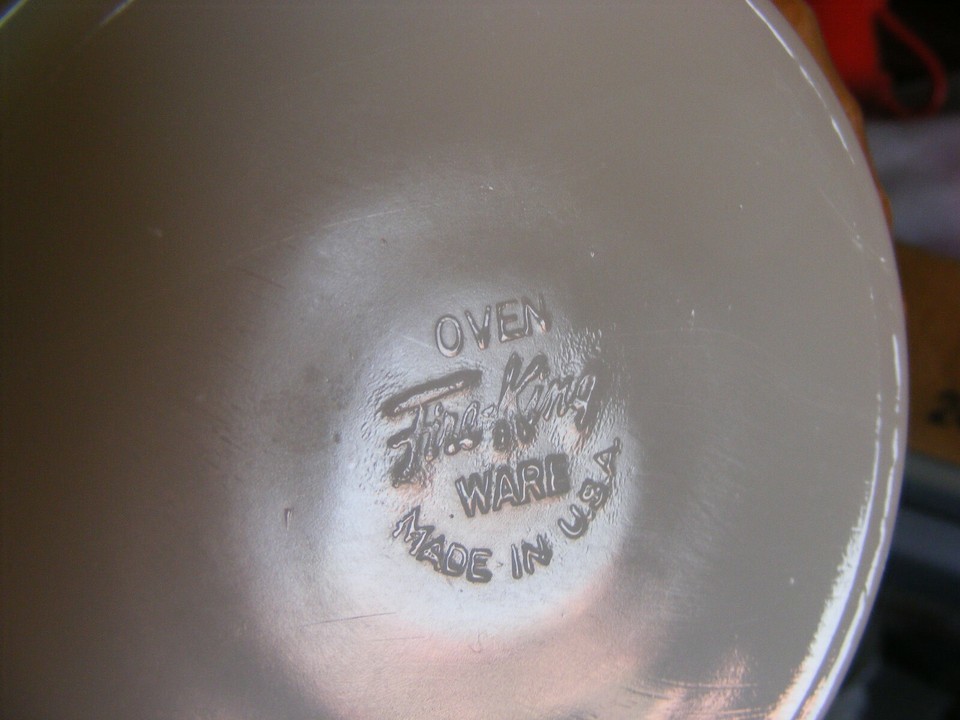 OVEN
Fire-King
WARE
MADE IN U.S.A